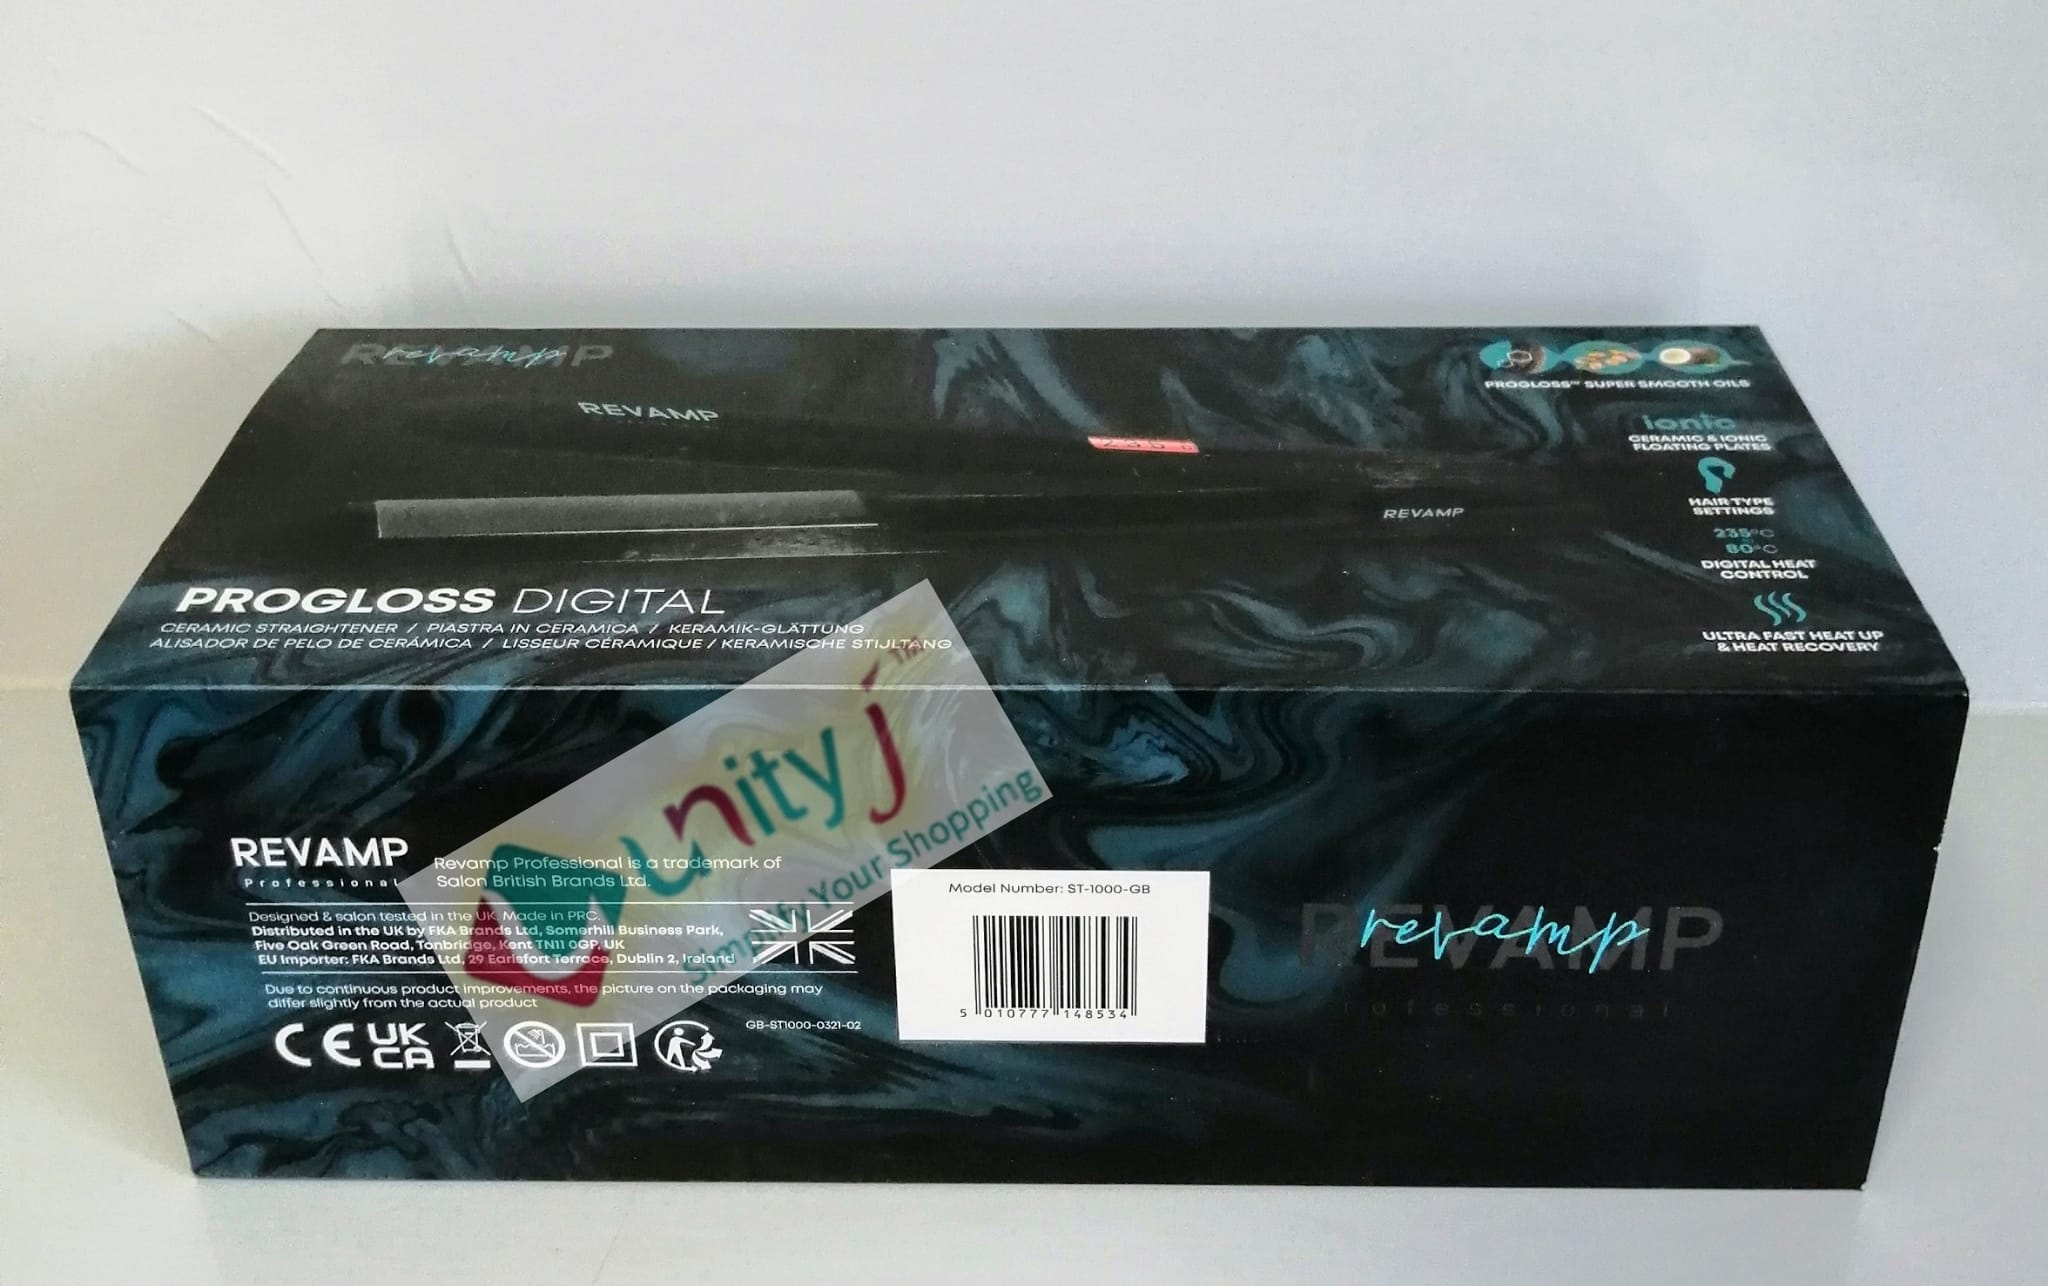 REVAMP
revamp
PROGLOSS™ SUPER SMOOTH OILS
REVAMP
ionic
CERAMIC & IONIC
FLOATING PLATES
235
REVAMP
HAIR TYPE
SETTINGS
235°C
80°C
DIGITAL HEAT
CONTROL
ULTRA FAST HEAT UP
& HEAT RECOVERY
PROGLOSS DIGITAL
CERAMIC STRAIGHTENER / PIASTRA IN CERAMICA / KERAMIK-GLÄTTUNG
ALISADOR DE PELO DE CERÁMICA / LISSEUR CÉRAMIQUE / KERAMISCHE STIJLTANG
unityj™
Simplify Your Shopping
REVAMP
Professional
Revamp Professional is a trademark of
Salon British Brands Ltd.
Designed & salon tested in the UK. Made in PRC.
Distributed in the UK by FKA Brands Ltd, Somerhill Business Park,
Five Oak Green Road, Tonbridge, Kent TN11 0GP, UK
EU Importer: FKA Brands Ltd, 29 Earlsfort Terrace, Dublin 2, Ireland
Due to continuous product improvements, the picture on the packaging may
differ slightly from the actual product
CE UK
CA
GB-ST1000-0321-02
Model Number: ST-1000-GB
5 010777 148534
REVAMP
revamp
Professional